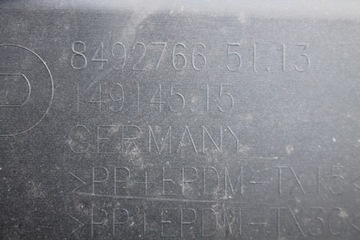 8492766 51.13
149145.15
GERMANY
>PP+EPDM-TX15
>PP+EPDM-TX30